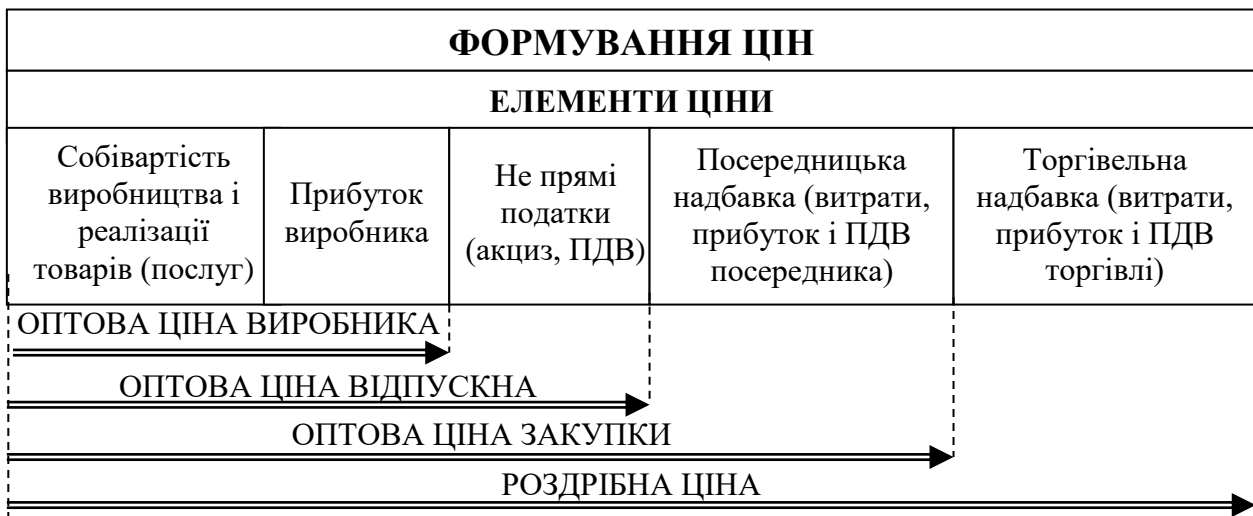 ФОРМУВАННЯ ЦІН
ЕЛЕМЕНТИ ЦІНИ
Собівартість
виробництва і
реалізації
товарів (послуг)
Прибуток
виробника
Не прямі
податки
(акциз, ПДВ)
Посередницька
надбавка (витрати,
прибуток і ПДВ
посередника)
Торгівельна
надбавка (витрати,
прибуток і ПДВ
торгівлі)
ОПТОВА ЦІНА ВИРОБНИКА
ОПТОВА ЦІНА ВІДПУСКНА
ОПТОВА ЦІНА ЗАКУПКИ
РОЗДРІБНА ЦІНА